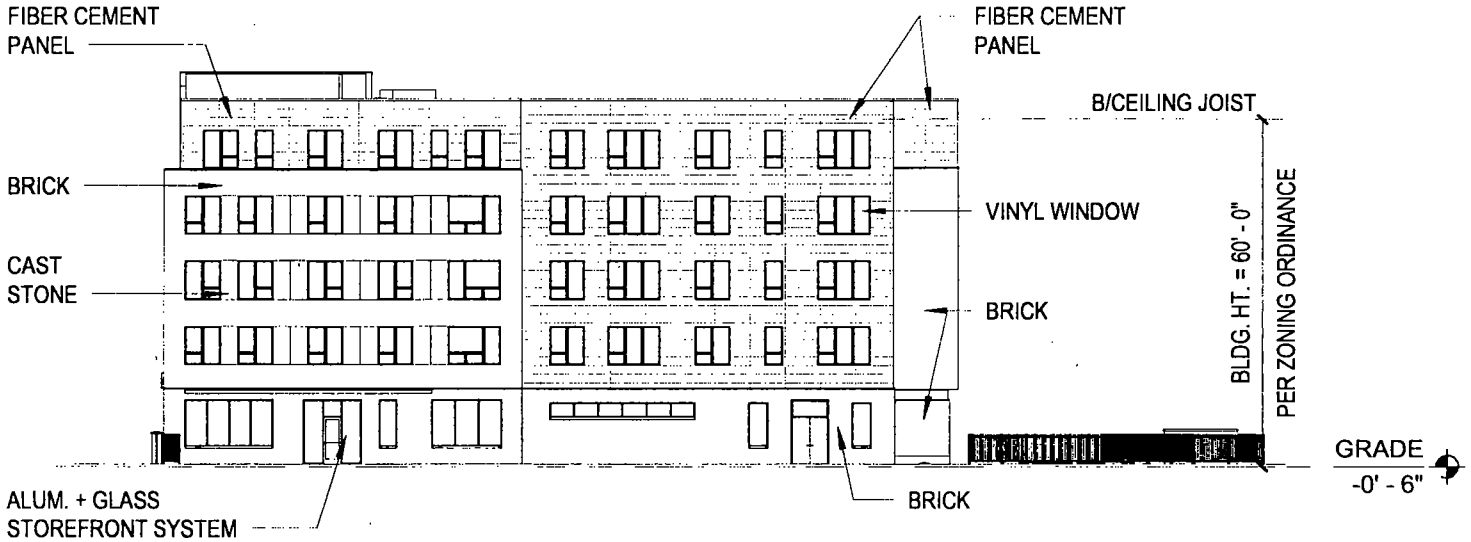 FIBER CEMENT
PANEL
FIBER CEMENT
PANEL
B/CEILING JOIST
BRICK
VINYL WINDOW
CAST
STONE
BRICK
BLDG. HT. = 60' - 0"
PER ZONING ORDINANCE
GRADE
-0' - 6"
ALUM. + GLASS
STOREFRONT SYSTEM
BRICK